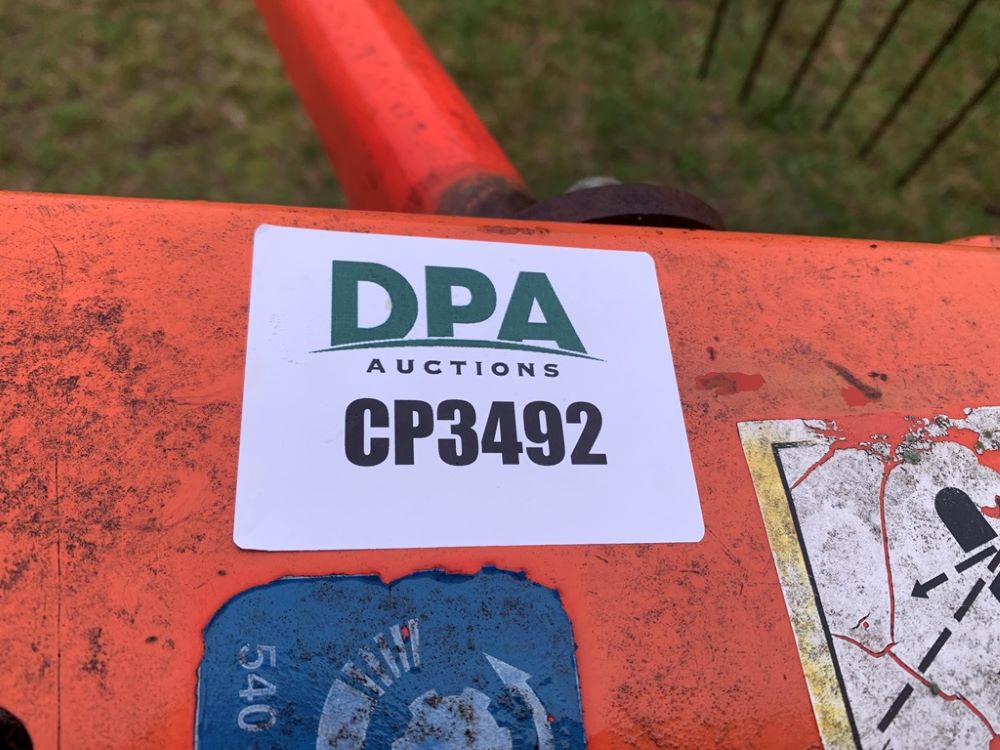 DPA
AUCTIONS
CP3492
540